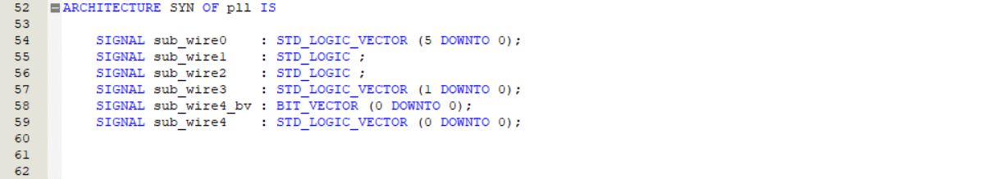 52 ARCHITECTURE SYN OF pll IS
53
54 SIGNAL sub_wire0 : STD_LOGIC_VECTOR (5 DOWNTO 0);
55 SIGNAL sub_wire1 : STD_LOGIC ;
56 SIGNAL sub_wire2 : STD_LOGIC ;
57 SIGNAL sub_wire3 : STD_LOGIC_VECTOR (1 DOWNTO 0);
58 SIGNAL sub_wire4_bv : BIT_VECTOR (0 DOWNTO 0);
59 SIGNAL sub_wire4 : STD_LOGIC_VECTOR (0 DOWNTO 0);
60
61
62